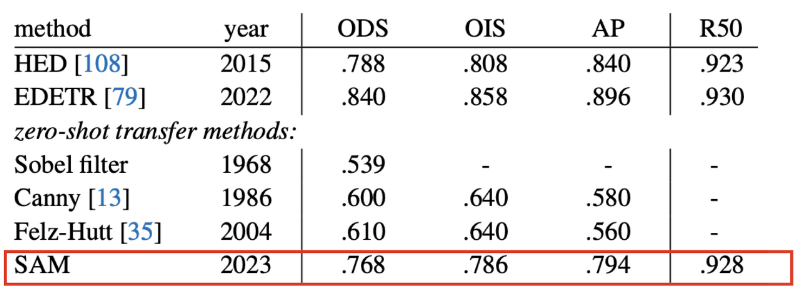 method year ODS OIS AP R50
HED [108] 2015 .788 .808 .840 .923
EDETR [79] 2022 .840 .858 .896 .930
zero-shot transfer methods:
Sobel filter 1968 .539 - - -
Canny [13] 1986 .600 .640 .580 -
Felz-Hutt [35] 2004 .610 .640 .560 -
SAM 2023 .768 .786 .794 .928